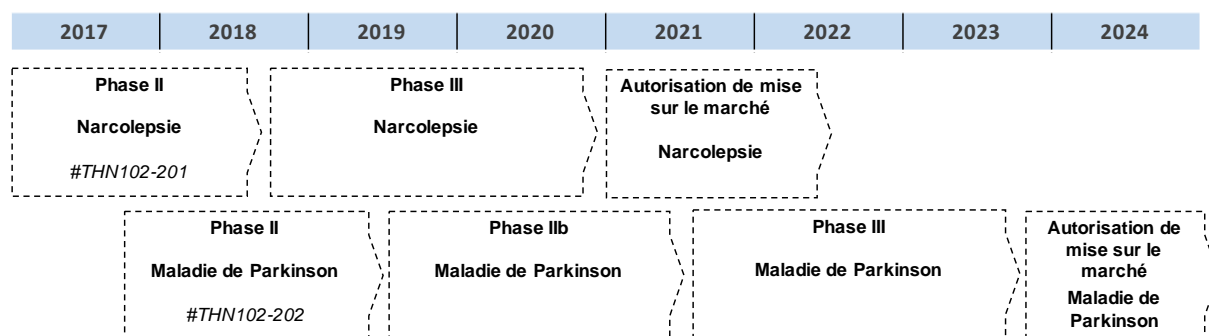 2017 2018 2019 2020 2021 2022 2023 2024
Phase II
Narcolepsie
#THN102-201
Phase III
Narcolepsie
Autorisation de mise
sur le marché
Narcolepsie
Phase II
Maladie de Parkinson
#THN102-202
Phase IIb
Maladie de Parkinson
Phase III
Maladie de Parkinson
Autorisation de
mise sur le
marché
Maladie de
Parkinson